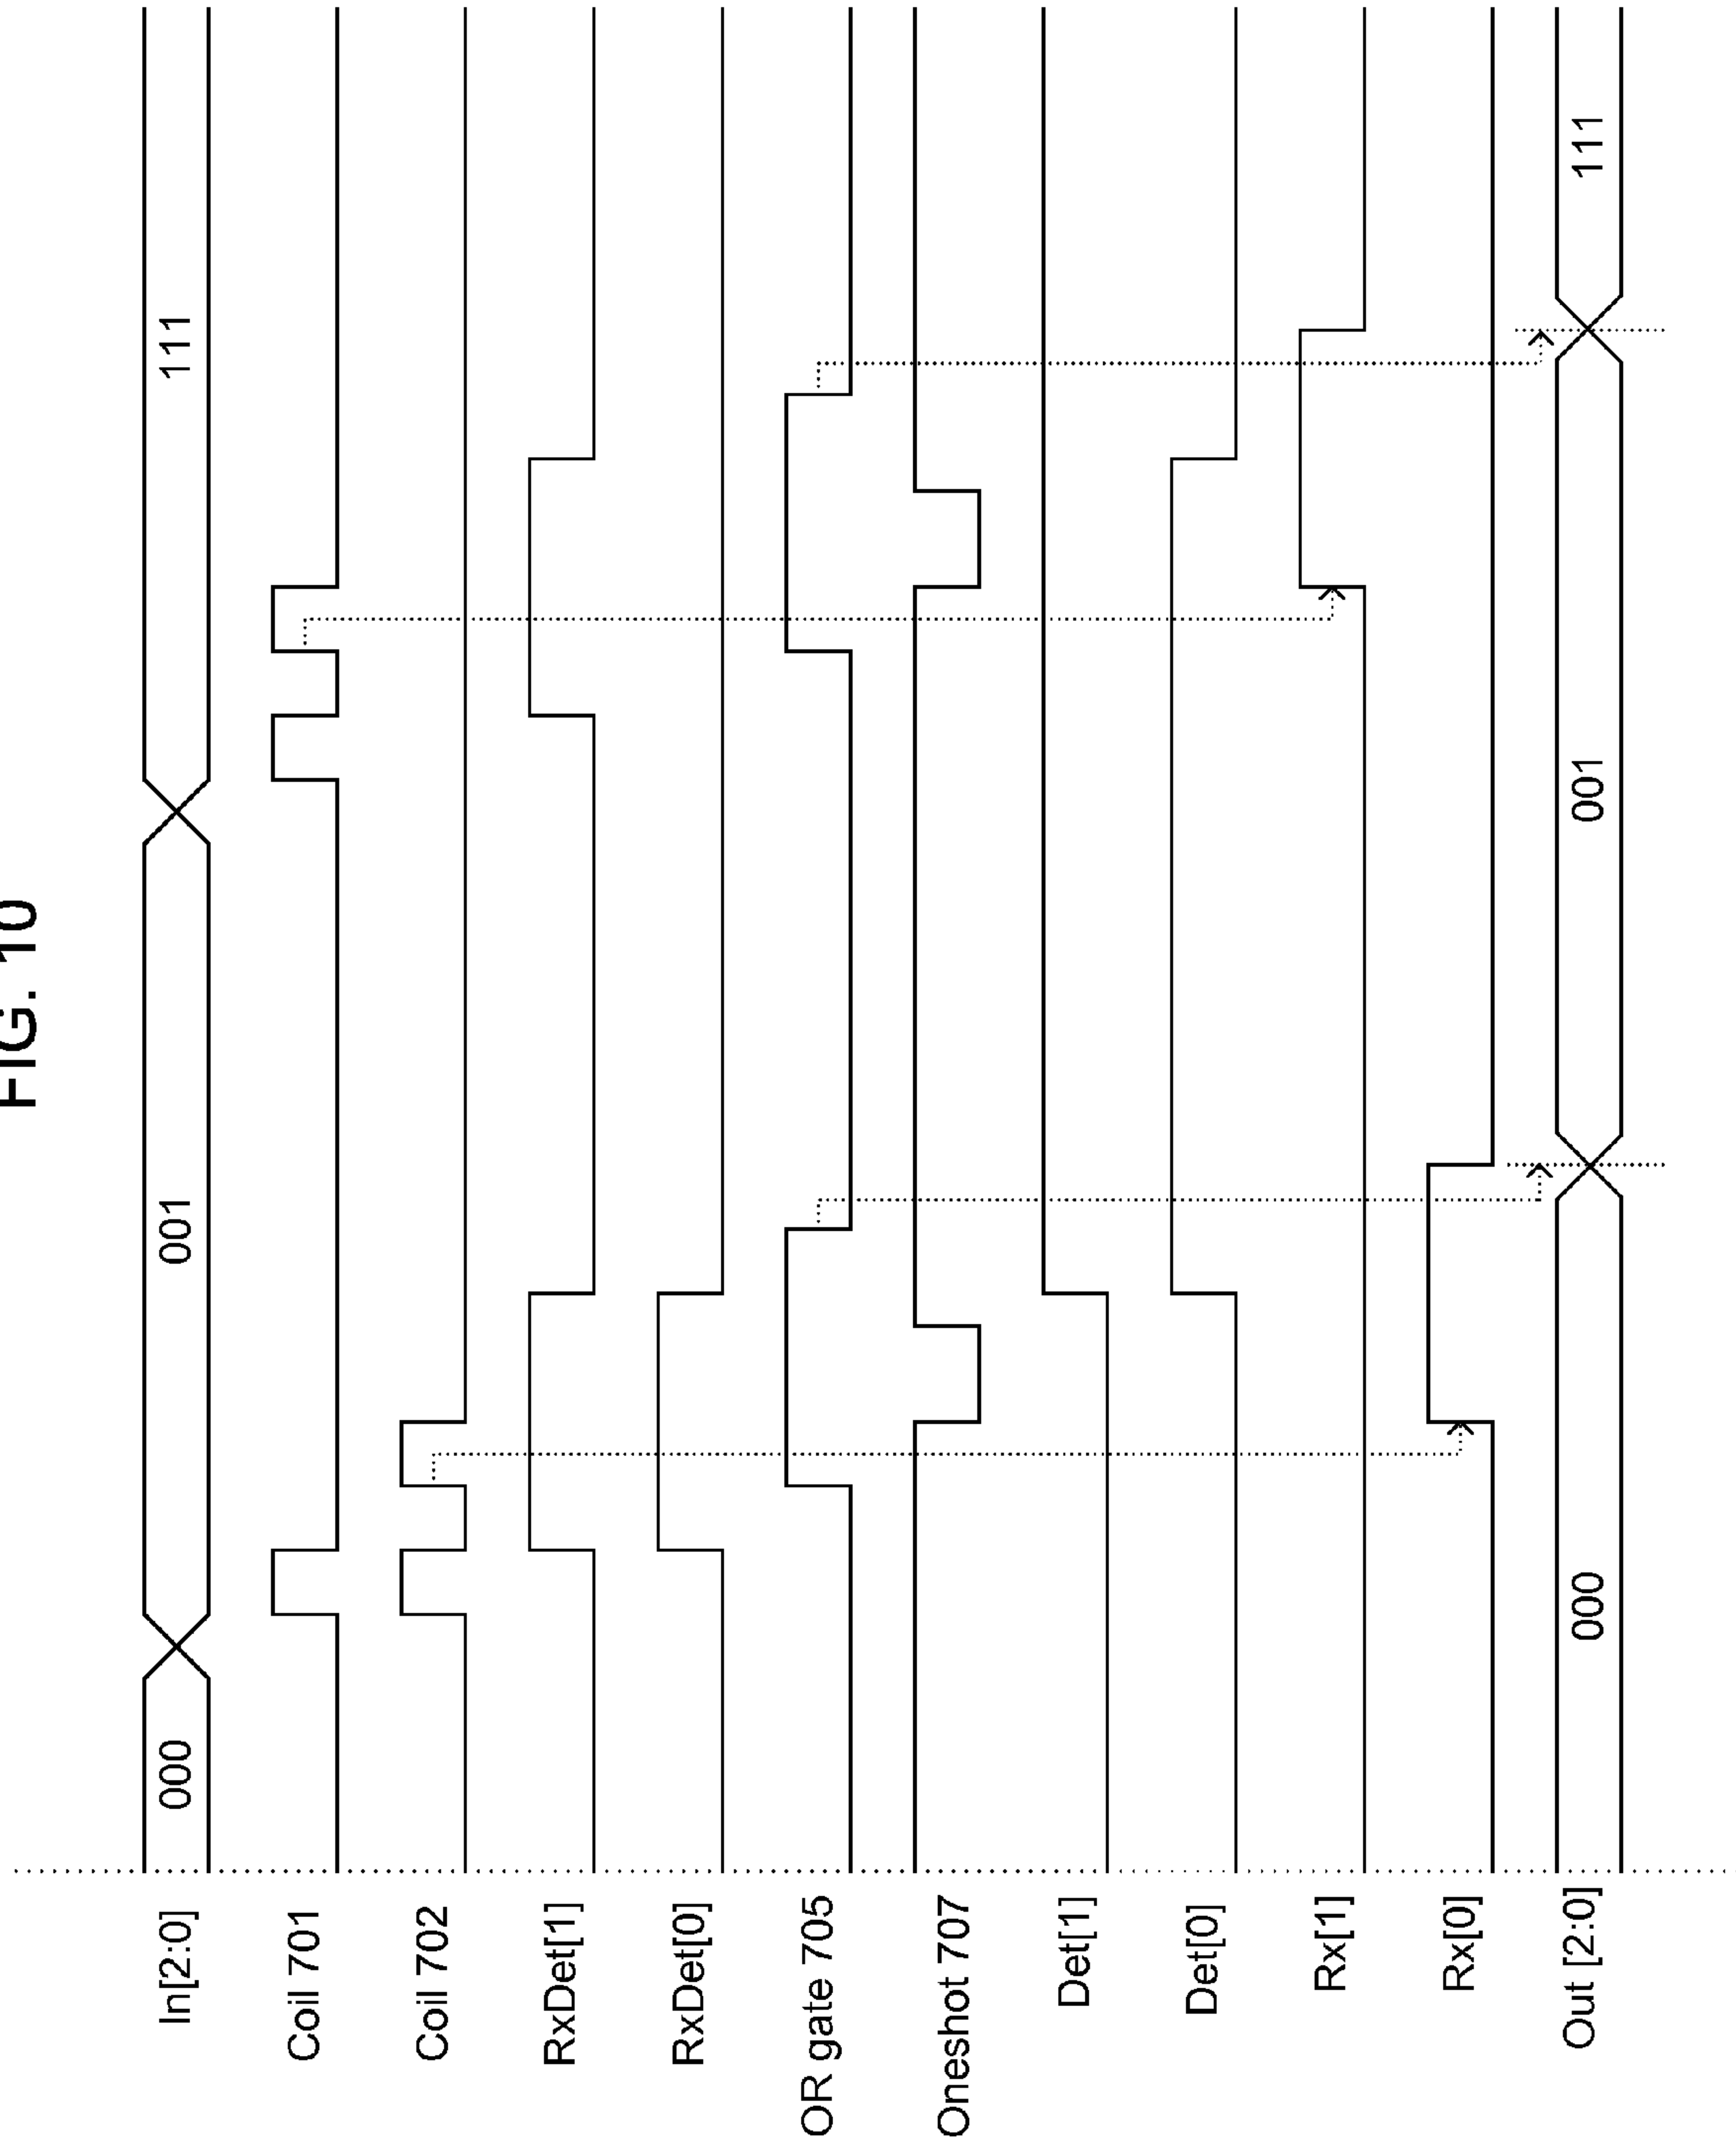 FIG. 10
In[2:0] 000 001 111
Coil 701
Coil 702
RxDet[1]
RxDet[0]
OR gate 705
Oneshot 707
Det[1]
Det[0]
Rx[1]
Rx[0]
Out [2:0] 000 001 111